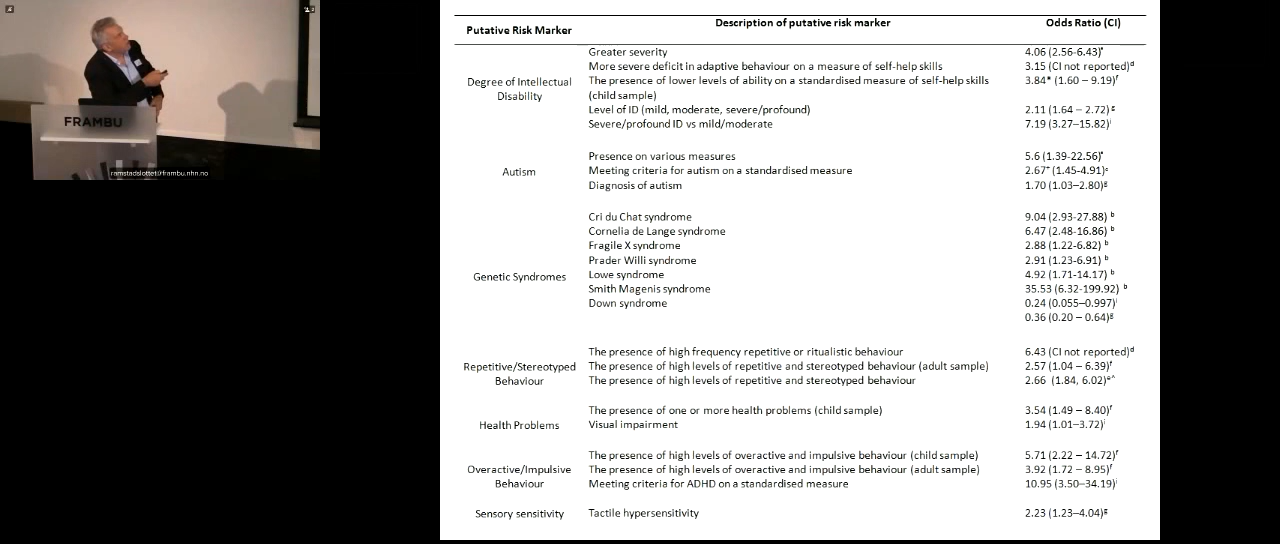 FRAMBU
ramstadslottet@frambu.nhn.no
Putative Risk Marker
Description of putative risk marker
Odds Ratio (CI)
Degree of Intellectual
Disability
Greater severity 4.06 (2.56-6.43)
More severe deficit in adaptive behaviour on a measure of self-help skills 3.15 (CI not reported)ᵈ
The presence of lower levels of ability on a standardised measure of self-help skills 3.84* (1.60 – 9.19)ᶠ
(child sample)
Level of ID (mild, moderate, severe/profound) 2.11 (1.64 – 2.72)ᵍ
Severe/profound ID vs mild/moderate 7.19 (3.27–15.82)ⁱ
Autism
Presence on various measures 5.6 (1.39-22.56)
Meeting criteria for autism on a standardised measure 2.67⁺ (1.45-4.91)ᶜ
Diagnosis of autism 1.70 (1.03–2.80)ᵍ
Genetic Syndromes
Cri du Chat syndrome 9.04 (2.93-27.88) ᵇ
Cornelia de Lange syndrome 6.47 (2.48-16.86) ᵇ
Fragile X syndrome 2.88 (1.22-6.82) ᵇ
Prader Willi syndrome 2.91 (1.23-6.91) ᵇ
Lowe syndrome 4.92 (1.71-14.17) ᵇ
Smith Magenis syndrome 35.53 (6.32-199.92) ᵇ
Down syndrome 0.24 (0.055–0.997)ⁱ
0.36 (0.20 – 0.64)ᵍ
Repetitive/Stereotyped
Behaviour
The presence of high frequency repetitive or ritualistic behaviour 6.43 (CI not reported)ᵈ
The presence of high levels of repetitive and stereotyped behaviour (adult sample) 2.57 (1.04 – 6.39)ᶠ
The presence of high levels of repetitive and stereotyped behaviour 2.66 (1.84, 6.02)ᵉ^
Health Problems
The presence of one or more health problems (child sample) 3.54 (1.49 – 8.40)ᶠ
Visual impairment 1.94 (1.01–3.72)ⁱ
Overactive/Impulsive
Behaviour
The presence of high levels of overactive and impulsive behaviour (child sample) 5.71 (2.22 – 14.72)ᶠ
The presence of high levels of overactive and impulsive behaviour (adult sample) 3.92 (1.72 – 8.95)ᶠ
Meeting criteria for ADHD on a standardised measure 10.95 (3.50–34.19)ⁱ
Sensory sensitivity
Tactile hypersensitivity 2.23 (1.23–4.04)ᵍ